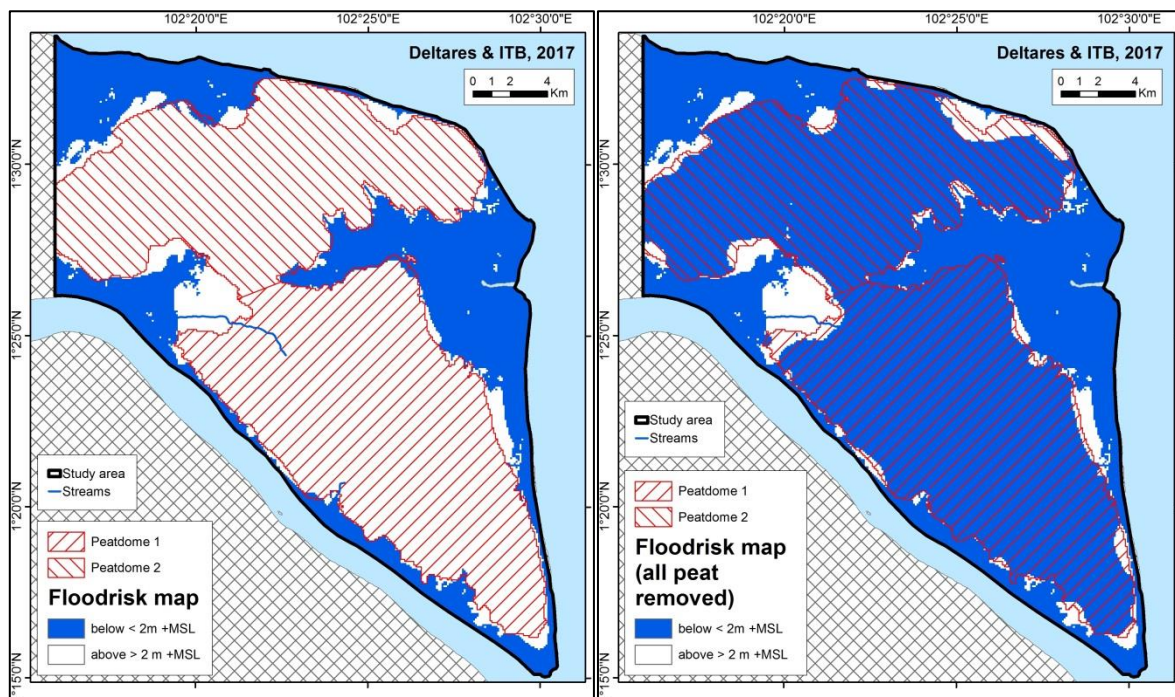 102°20'0"E 102°25'0"E 102°30'0"E
Deltares & ITB, 2017
0 1 2 4
Km
1°30'0"N
1°25'0"N
1°20'0"N
1°15'0"N
Study area
Streams
Peatdome 1
Peatdome 2
Floodrisk map
below < 2m +MSL
above > 2 m +MSL
102°20'0"E 102°25'0"E 102°30'0"E
Deltares & ITB, 2017
0 1 2 4
Km
1°30'0"N
1°25'0"N
1°20'0"N
1°15'0"N
Study area
Streams
Peatdome 1
Peatdome 2
Floodrisk map
(all peat
removed)
below < 2m +MSL
above > 2 m +MSL